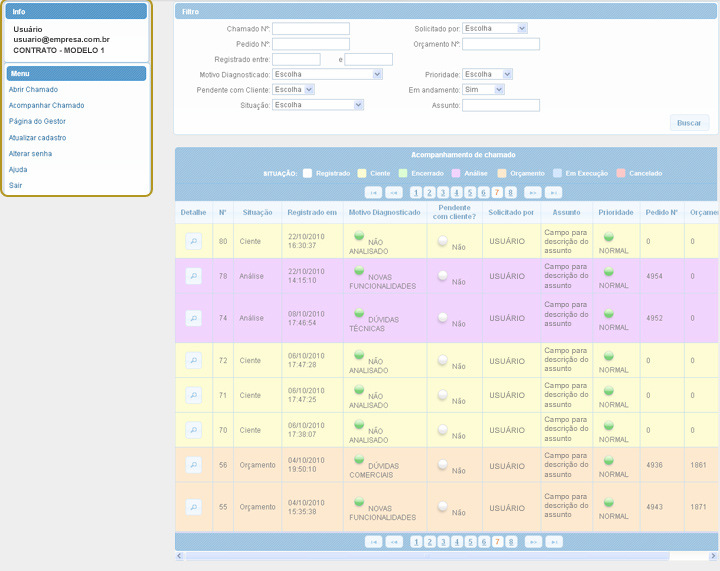 Info
Usuário
usuario@empresa.com.br
CONTRATO - MODELO 1
Menu
Abrir Chamado
Acompanhar Chamado
Página do Gestor
Atualizar cadastro
Alterar senha
Ajuda
Sair
Filtro
Chamado Nº: Solicitado por: Escolha
Pedido Nº: Orçamento Nº:
Registrado entre: e
Motivo Diagnosticado: Escolha Prioridade: Escolha
Pendente com Cliente: Escolha Em andamento: Sim
Situação: Escolha Assunto:
Buscar
Acompanhamento de chamado
SITUAÇÃO: Registrado Ciente Encerrado Análise Orçamento Em Execução Cancelado
1 2 3 4 5 6 7 8
Detalhe Nº Situação Registrado em Motivo Diagnosticado Pendente com cliente? Solicitado por Assunto Prioridade Pedido Nº Orçame
80 Ciente 22/10/2010 16:30:37 NÃO ANALISADO Não USUÁRIO Campo para descrição do assunto NORMAL 0 0
78 Análise 22/10/2010 14:15:10 NOVAS FUNCIONALIDADES Não USUÁRIO Campo para descrição do assunto NORMAL 4954 0
74 Análise 08/10/2010 17:46:54 DÚVIDAS TÉCNICAS Não USUÁRIO Campo para descrição do assunto NORMAL 4952 0
72 Ciente 06/10/2010 17:47:28 NÃO ANALISADO Não USUÁRIO Campo para descrição do assunto NORMAL 0 0
71 Ciente 06/10/2010 17:47:25 NÃO ANALISADO Não USUÁRIO Campo para descrição do assunto NORMAL 0 0
70 Ciente 06/10/2010 17:38:07 NÃO ANALISADO Não USUÁRIO Campo para descrição do assunto NORMAL 0 0
56 Orçamento 04/10/2010 19:50:10 DÚVIDAS COMERCIAIS Não USUÁRIO Campo para descrição do assunto NORMAL 4936 1861
55 Orçamento 04/10/2010 15:35:38 NOVAS FUNCIONALIDADES Não USUÁRIO Campo para descrição do assunto NORMAL 4943 1871
1 2 3 4 5 6 7 8